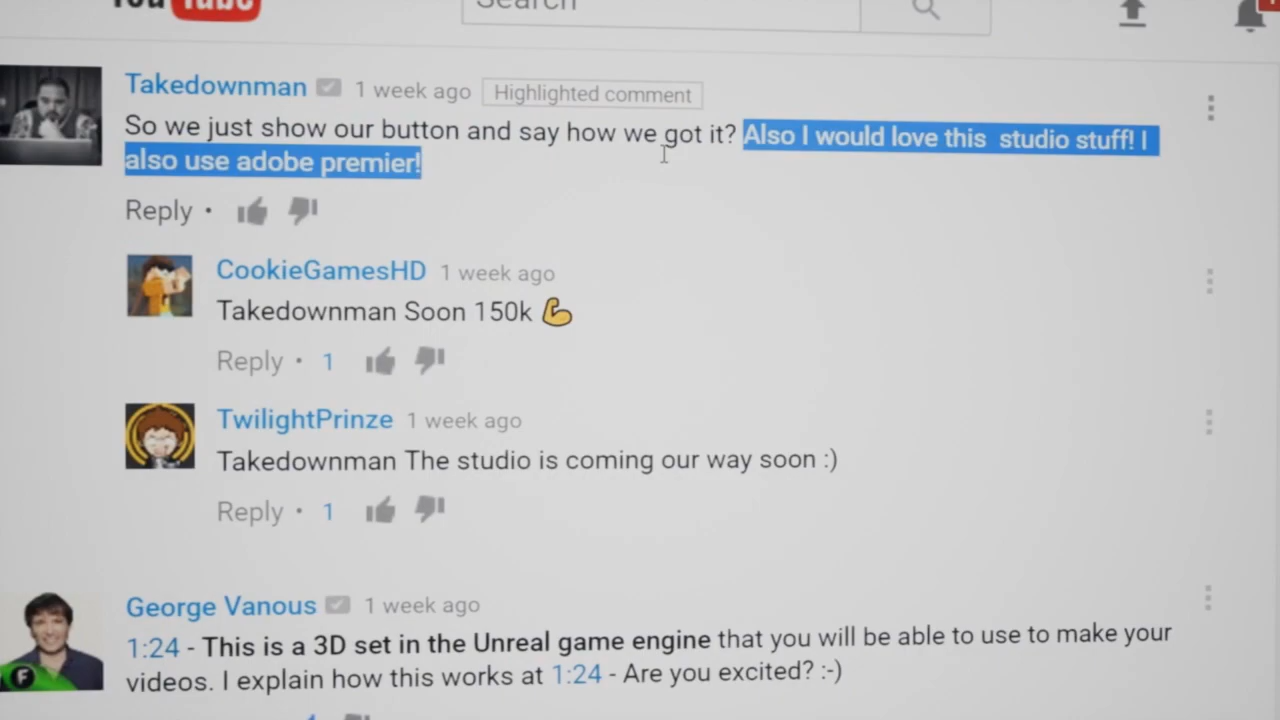 YouTube
Search
Takedownman 1 week ago Highlighted comment
So we just show our button and say how we got it? Also I would love this studio stuff! I
also use adobe premier!
Reply •
CookieGamesHD 1 week ago
Takedownman Soon 150k 💪
Reply • 1
TwilightPrinze 1 week ago
Takedownman The studio is coming our way soon :)
Reply • 1
George Vanous 1 week ago
1:24 - This is a 3D set in the Unreal game engine that you will be able to use to make your
F
videos. I explain how this works at 1:24 - Are you excited? :-)